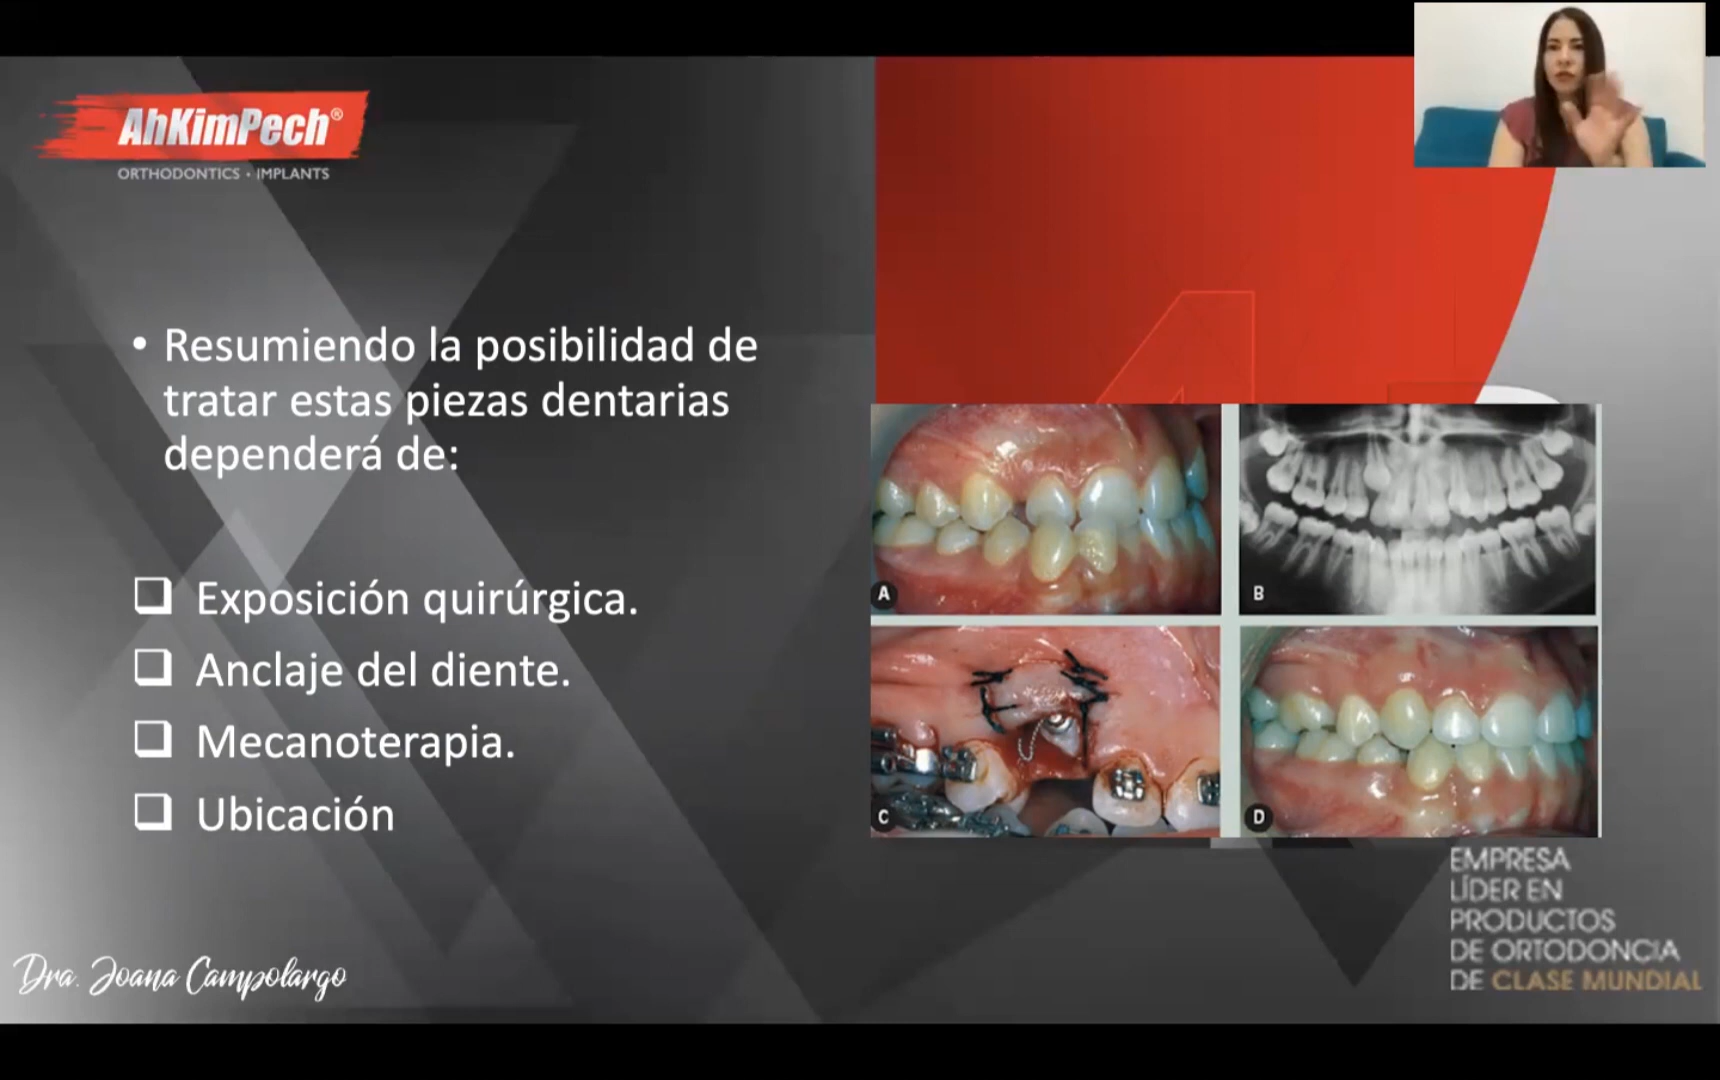 AhKimPech®
ORTHODONTICS • IMPLANTS
• Resumiendo la posibilidad de
tratar estas piezas dentarias
dependerá de:
❑ Exposición quirúrgica.
❑ Anclaje del diente.
❑ Mecanoterapia.
❑ Ubicación
A
B
C
D
EMPRESA
LÍDER EN
PRODUCTOS
DE ORTODONCIA
DE CLASE MUNDIAL
Dra. Joana Campolargo